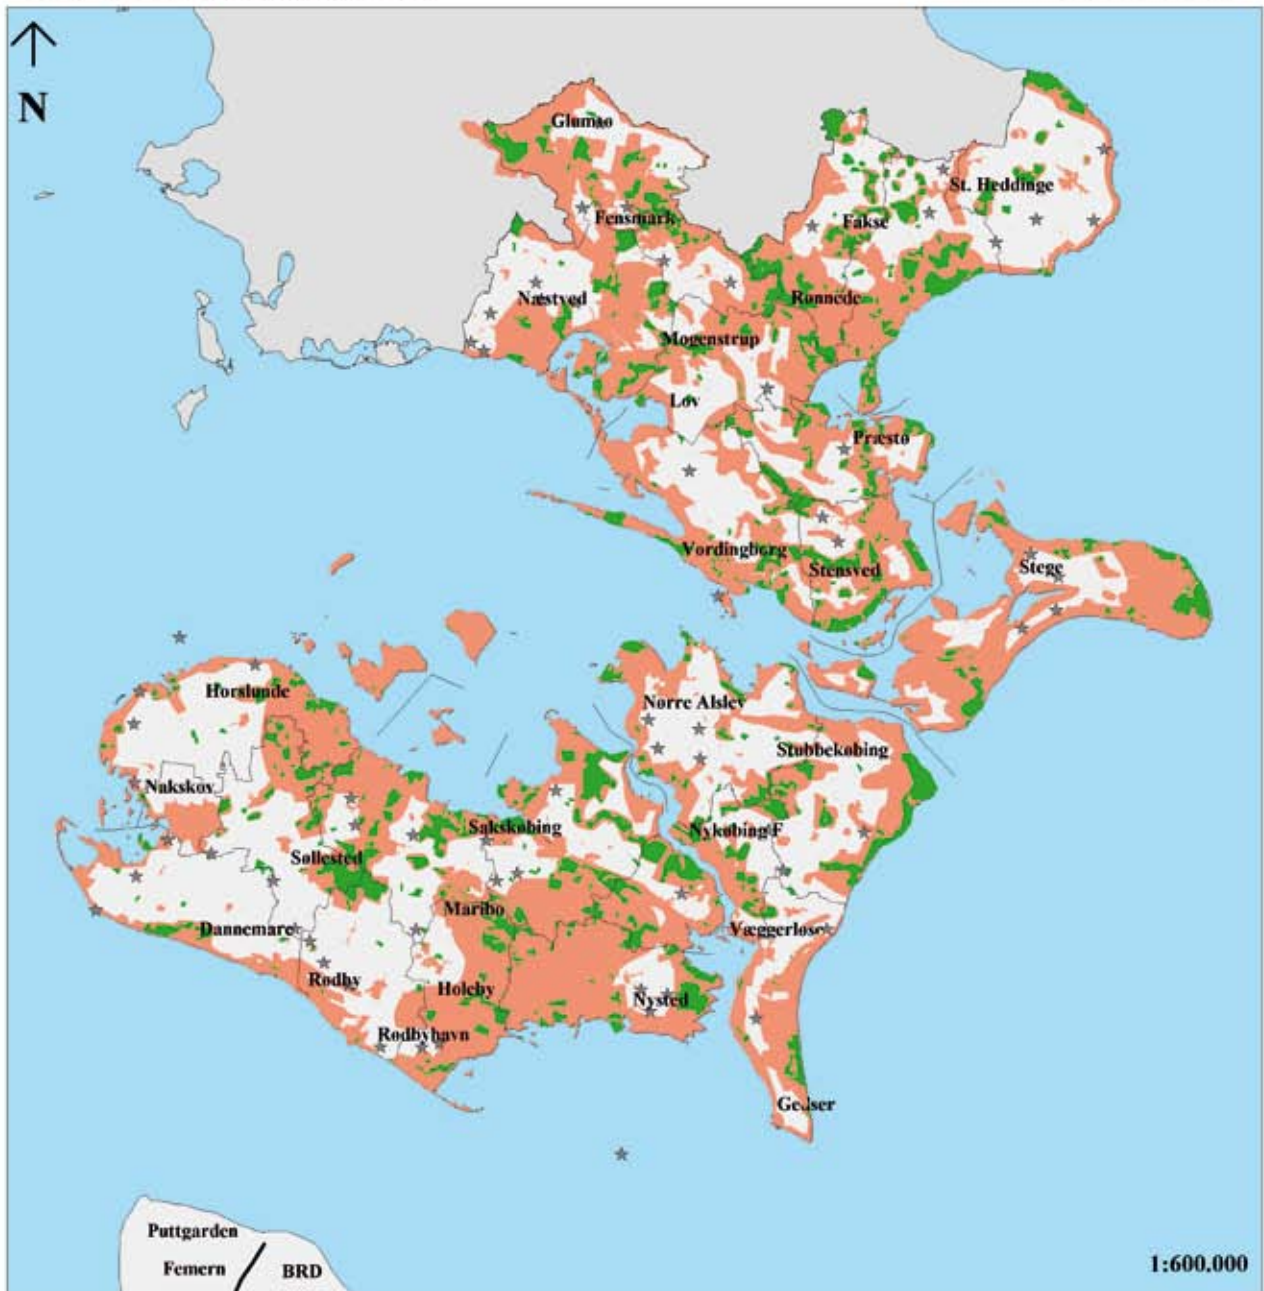 N
Glumsø
St. Heddinge
Fensmark
Fakse
Næstved
Rønnede
Mogenstrup
Lov
Præstø
Vordingborg
Stensved
Stege
Horslunde
Nørre Alslev
Stubbekøbing
Nakskov
Sakskøbing
Nykøbing F
Søllested
Maribo
Dannemare
Væggerløse
Rødby
Holeby
Nysted
Rødbyhavn
Gedser
Puttgarden
Femern
BRD
1:600.000